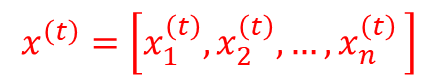 x^{(t)} = [x_1^{(t)}, x_2^{(t)}, …, x_n^{(t)}]